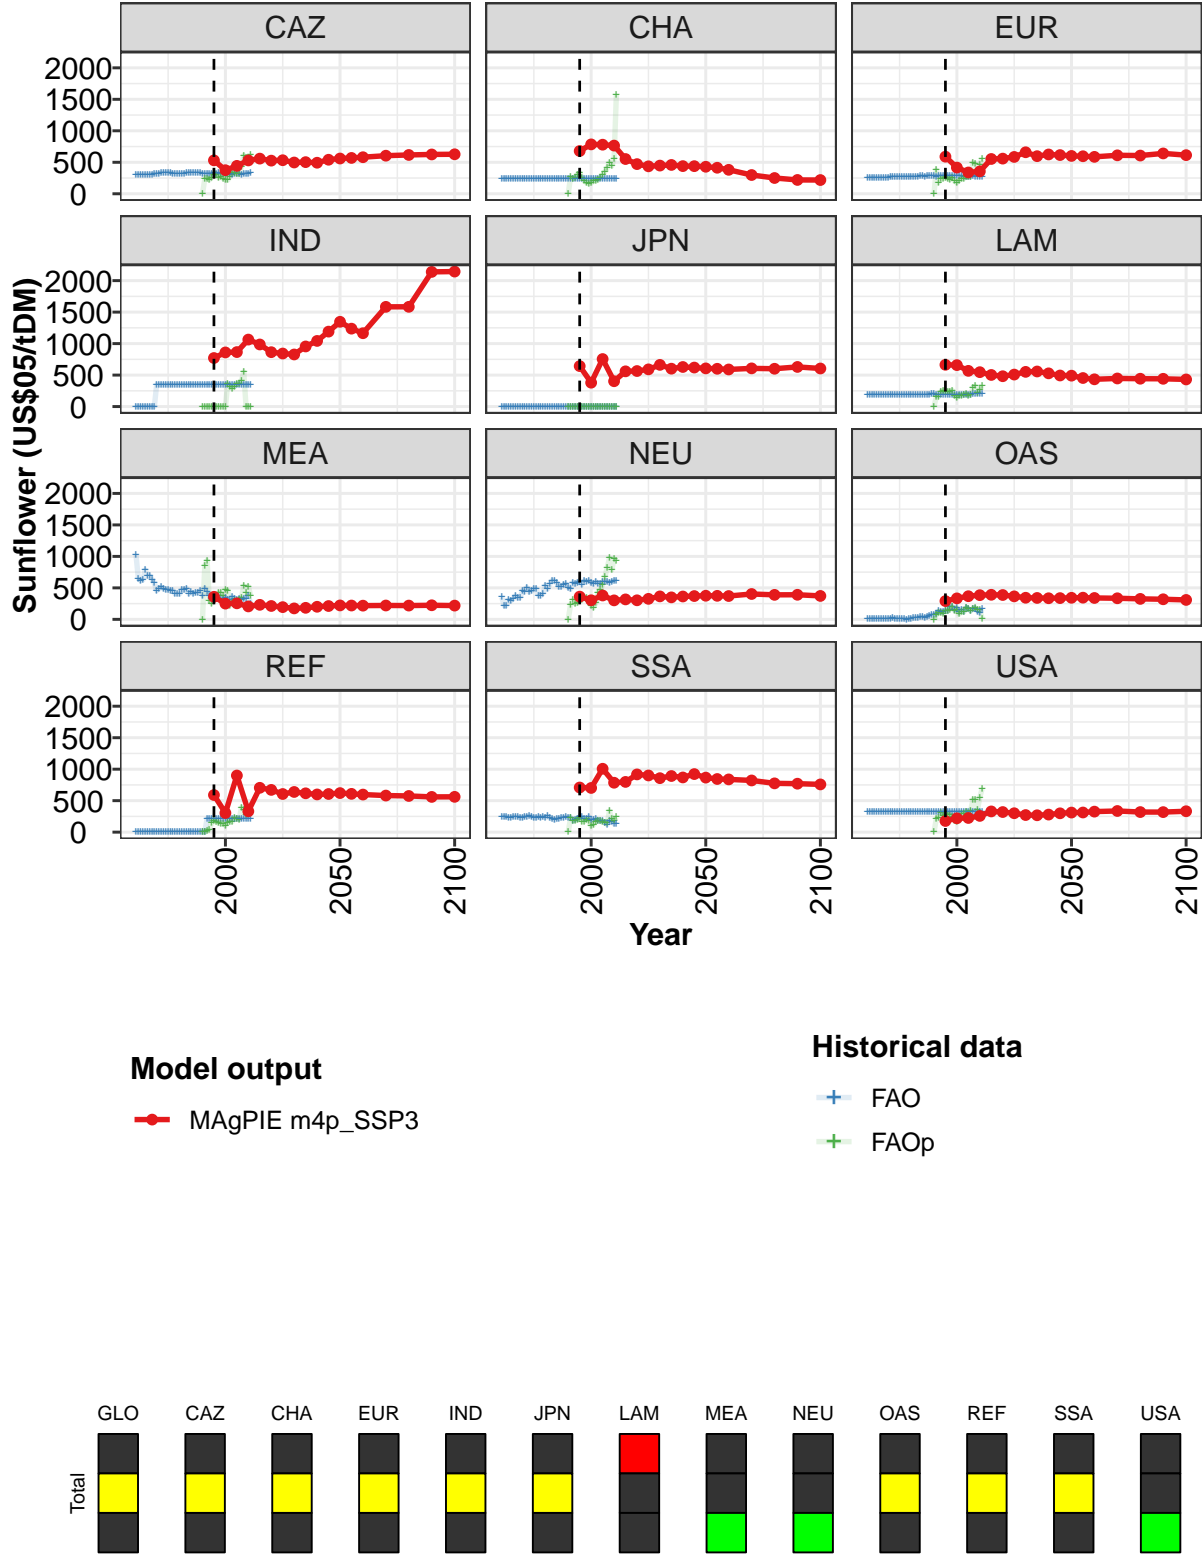 CAZ CHA EUR
2000
1500
1000
500
0
IND JPN LAM
2000
1500
1000
500
0
MEA NEU OAS
2000
1500
1000
500
0
REF SSA USA
2000
1500
1000
500
0
Sunflower (US$05/tDM)
2000 2050 2100 2000 2050 2100 2000 2050 2100
Year
Model output
MAgPIE m4p_SSP3
Historical data
FAO
FAOp
GLO CAZ CHA EUR IND JPN LAM MEA NEU OAS REF SSA USA
Total